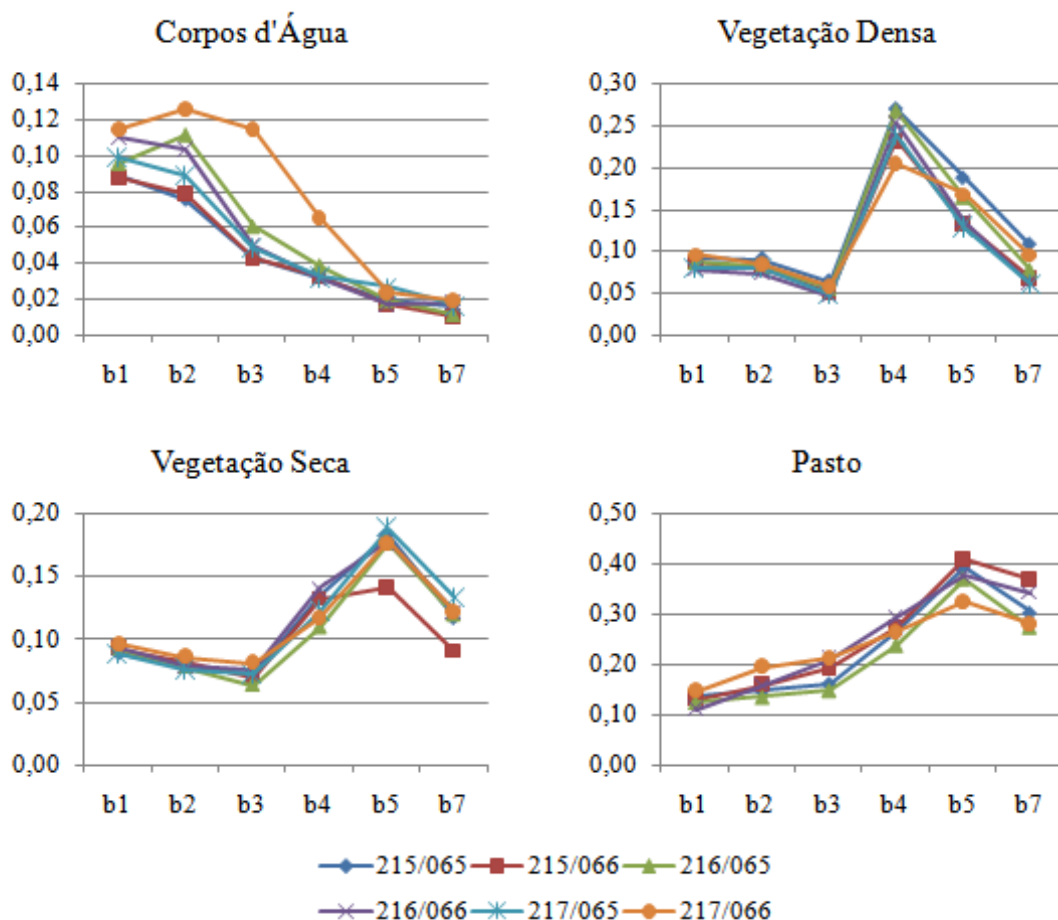 Corpos d'Água
0,14
0,12
0,10
0,08
0,06
0,04
0,02
0,00
b1 b2 b3 b4 b5 b7
Vegetação Densa
0,30
0,25
0,20
0,15
0,10
0,05
0,00
b1 b2 b3 b4 b5 b7
Vegetação Seca
0,20
0,15
0,10
0,05
0,00
b1 b2 b3 b4 b5 b7
Pasto
0,50
0,40
0,30
0,20
0,10
0,00
b1 b2 b3 b4 b5 b7
215/065 215/066 216/065
216/066 217/065 217/066